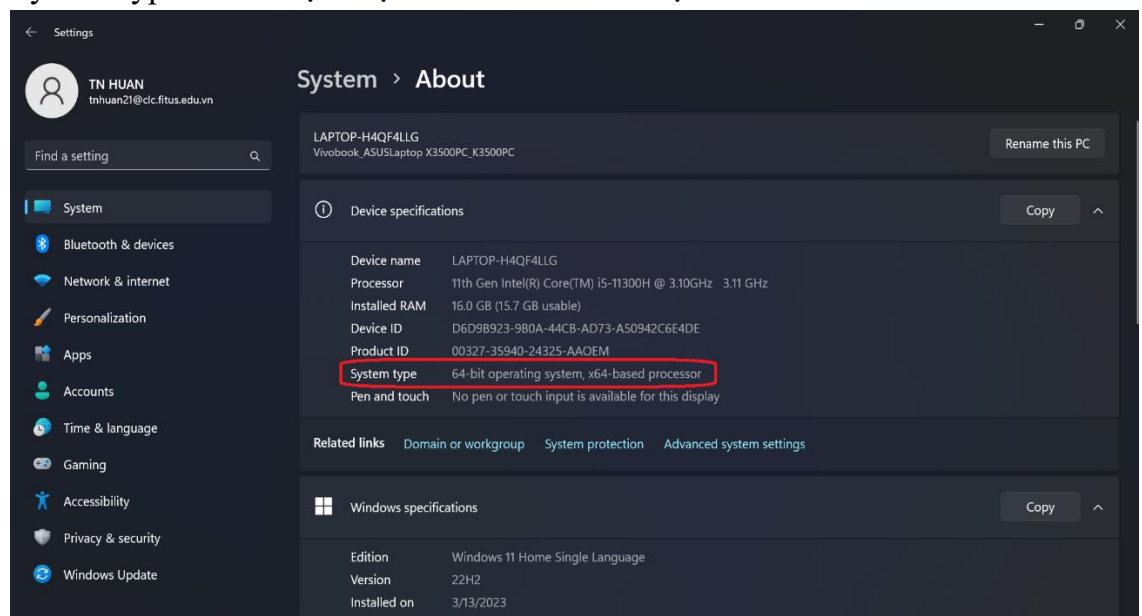 Settings
TN HUAN
tnhuan21@clc.fitus.edu.vn
Find a setting
System
Bluetooth & devices
Network & internet
Personalization
Apps
Accounts
Time & language
Gaming
Accessibility
Privacy & security
Windows Update
System > About
LAPTOP-H4QF4LLG
Vivobook_ASUSLaptop X3500PC_K3500PC
Rename this PC
Device specifications
Copy
Device name LAPTOP-H4QF4LLG
Processor 11th Gen Intel(R) Core(TM) i5-11300H @ 3.10GHz 3.11 GHz
Installed RAM 16.0 GB (15.7 GB usable)
Device ID D6D9B923-9B0A-44CB-AD73-A50942C6E4DE
Product ID 00327-35940-24325-AAOEM
System type 64-bit operating system, x64-based processor
Pen and touch No pen or touch input is available for this display
Related links Domain or workgroup System protection Advanced system settings
Windows specifications
Copy
Edition Windows 11 Home Single Language
Version 22H2
Installed on 3/13/2023